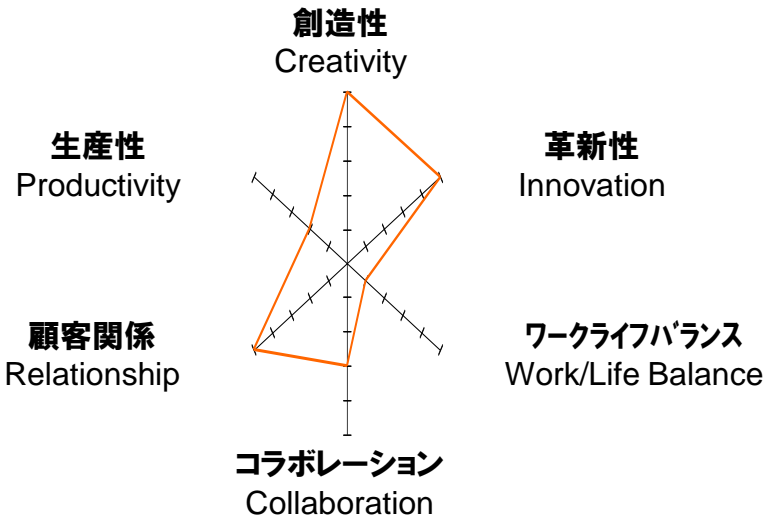 創造性
Creativity
革新性
Innovation
ワークライフバランス
Work/Life Balance
コラボレーション
Collaboration
顧客関係
Relationship
生産性
Productivity